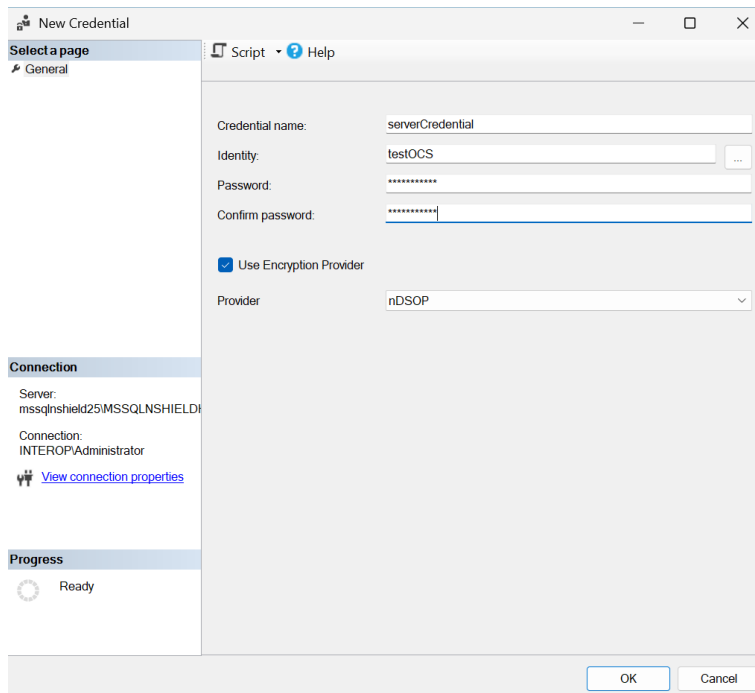 New Credential
Select a page
General
Script
Help
Credential name:
serverCredential
Identity:
testOCS
...
Password:
***********
Confirm password:
***********
Use Encryption Provider
Provider
nDSOP
Connection
Server:
mssqlnshield25\MSSQLNSHIELDH
Connection:
INTEROP\Administrator
View connection properties
Progress
Ready
OK
Cancel